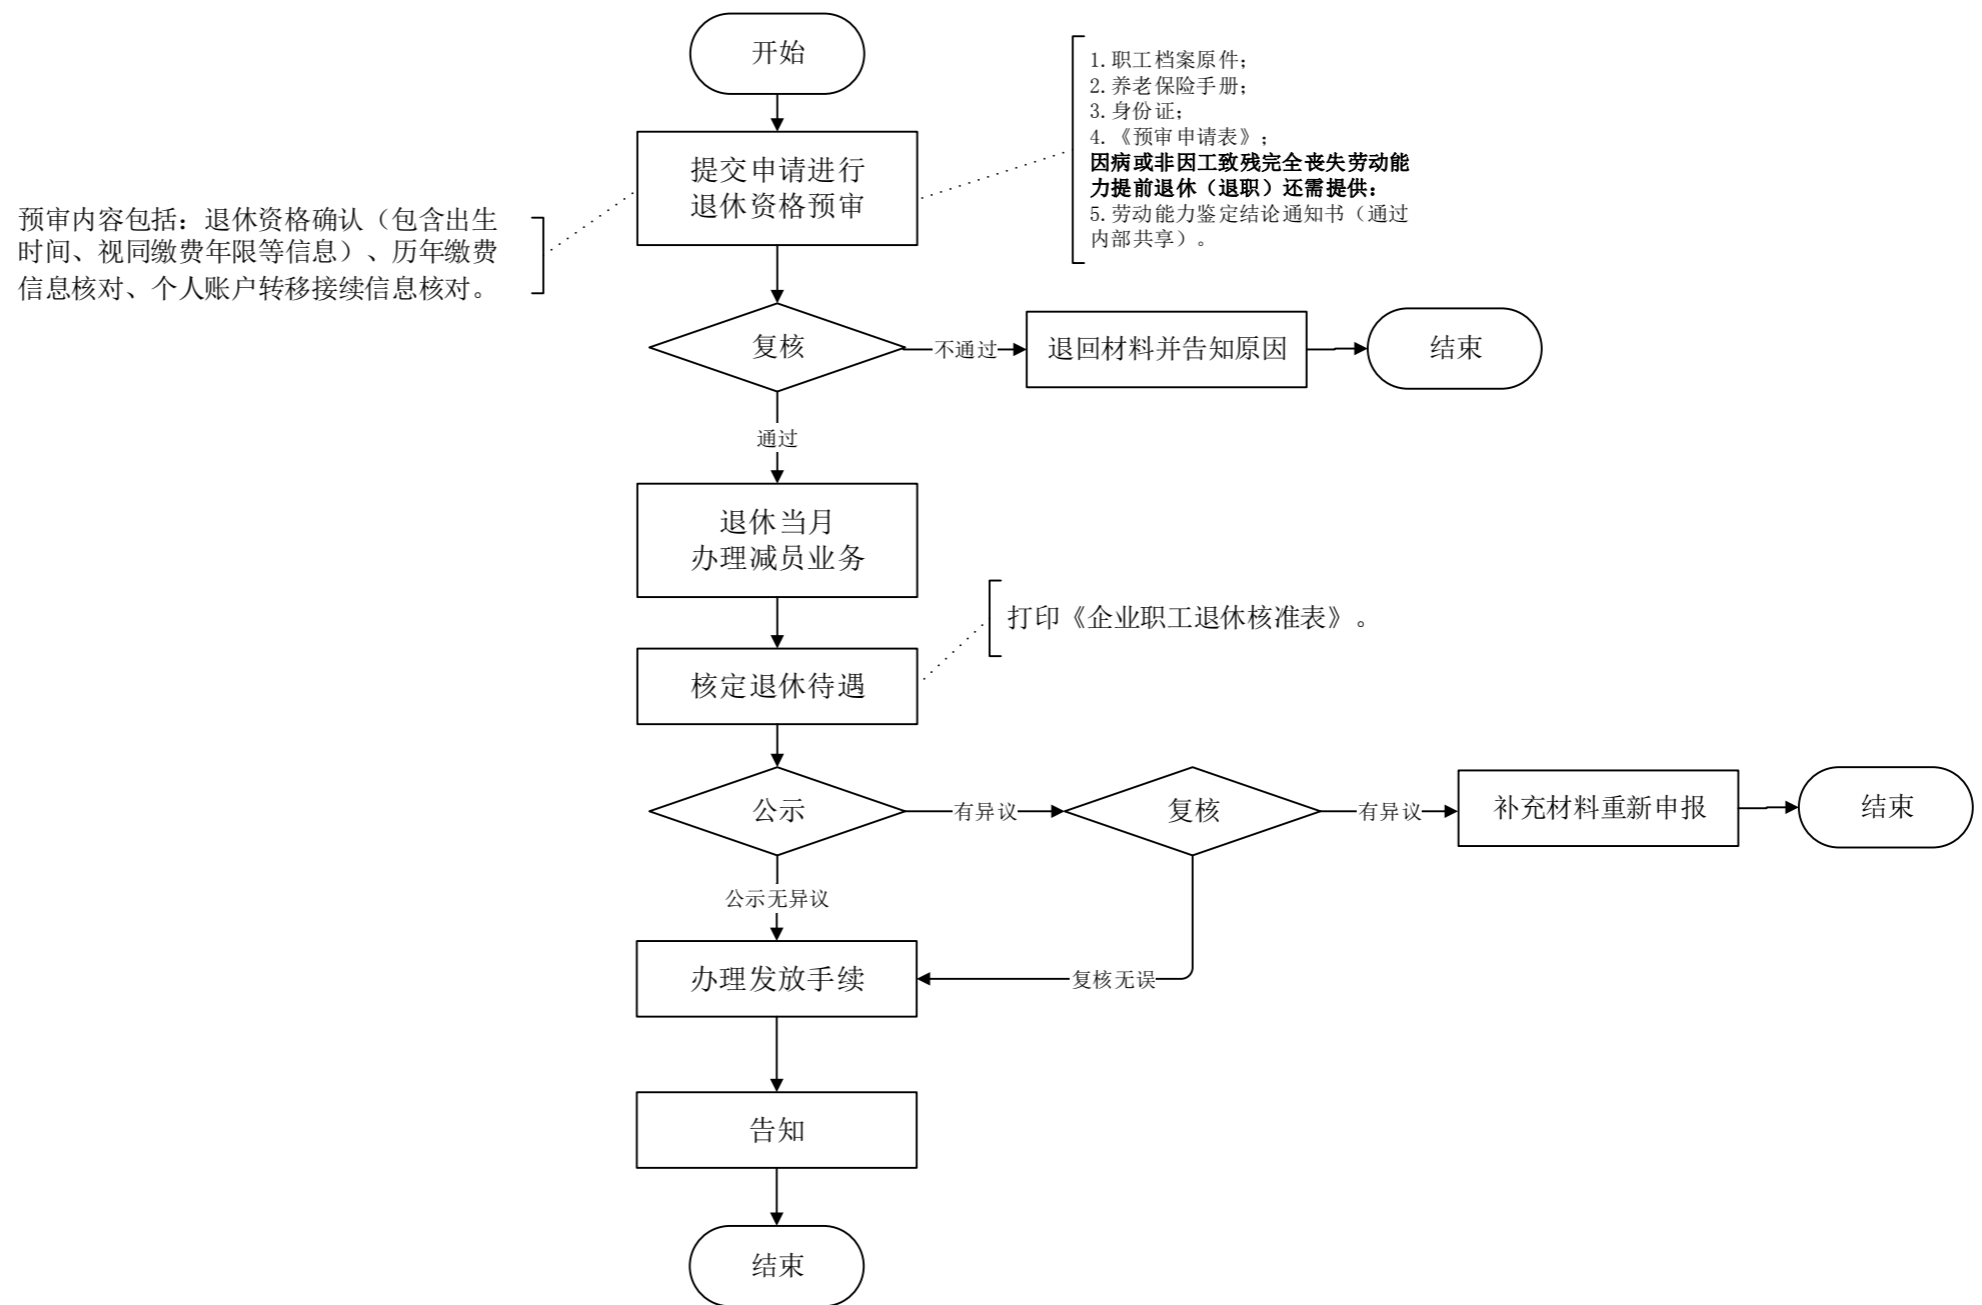 开始
1. 职工档案原件；
2. 养老保险手册；
3. 身份证；
4. 《预审申请表》；
因病或非因工致残完全丧失劳动能
力提前退休（退职）还需提供：
5. 劳动能力鉴定结论通知书（通过
内部共享）。
提交申请进行
退休资格预审
预审内容包括：退休资格确认（包含出生
时间、视同缴费年限等信息）、历年缴费
信息核对、个人账户转移接续信息核对。
复核
不通过
退回材料并告知原因
结束
通过
退休当月
办理减员业务
打印《企业职工退休核准表》。
核定退休待遇
公示
有异议
复核
有异议
补充材料重新申报
结束
公示无异议
办理发放手续
复核无误
告知
结束